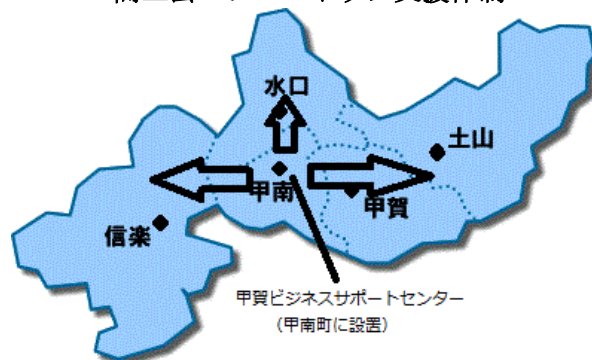 水口
土山
甲南
甲賀
信楽
甲賀ビジネスサポートセンター
（甲南町に設置）